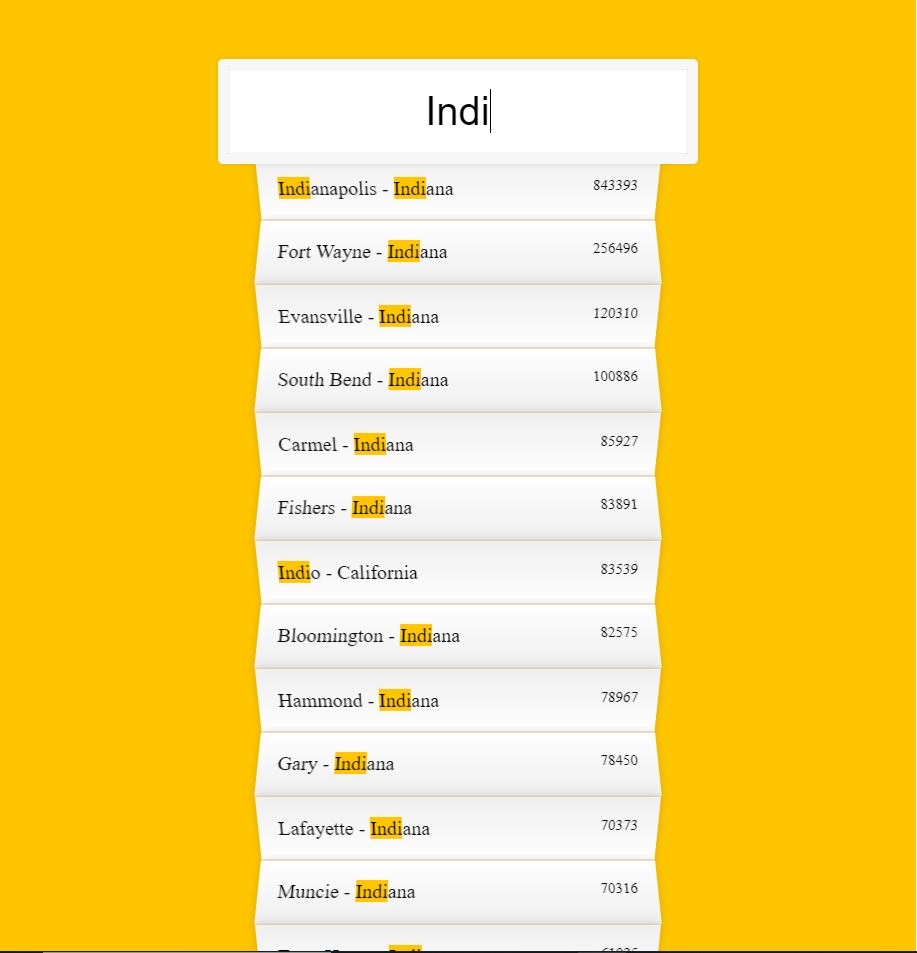 Indi
Indianapolis - Indiana 843393
Fort Wayne - Indiana 256496
Evansville - Indiana 120310
South Bend - Indiana 100886
Carmel - Indiana 85927
Fishers - Indiana 83891
Indio - California 83539
Bloomington - Indiana 82575
Hammond - Indiana 78967
Gary - Indiana 78450
Lafayette - Indiana 70373
Muncie - Indiana 70316